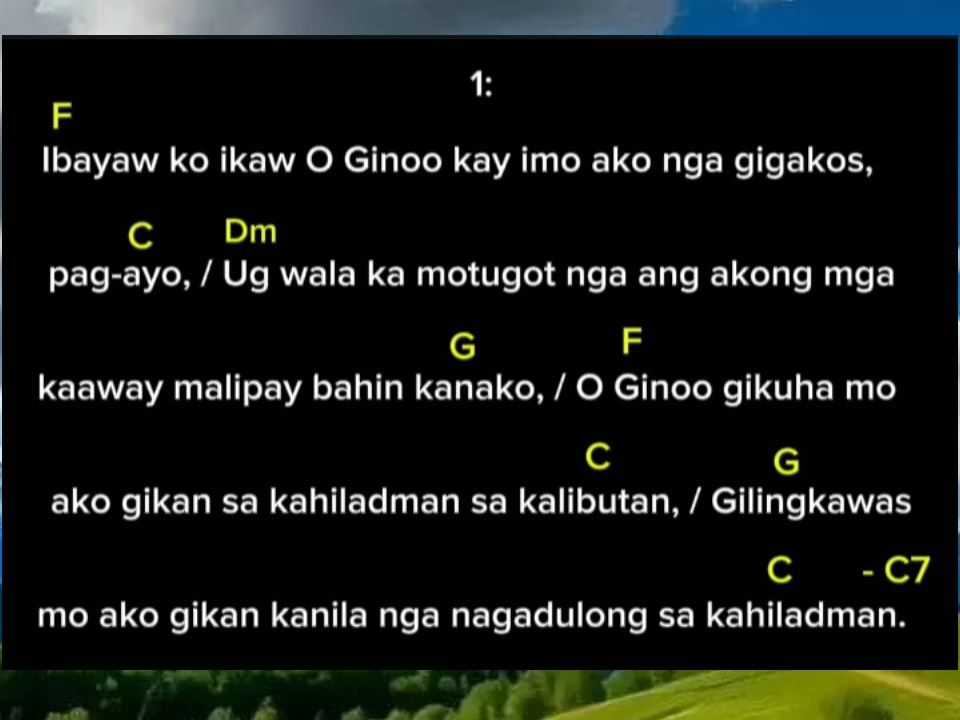 1:
F
Ibayaw ko ikaw O Ginoo kay imo ako nga gigakos,
C Dm
pag-ayo, / Ug wala ka motugot nga ang akong mga
G F
kaaway malipay bahin kanako, / O Ginoo gikuha mo
C G
ako gikan sa kahiladman sa kalibutan, / Gilingkawas
C - C7
mo ako gikan kanila nga nagadulong sa kahiladman.